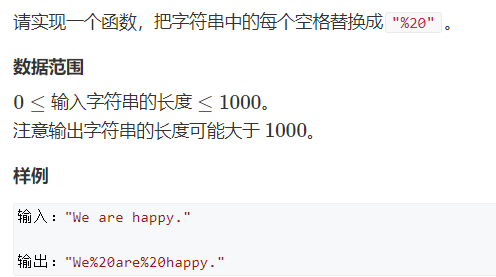 请实现一个函数，把字符串中的每个空格替换成"%20"。
数据范围
0 ≤ 输入字符串的长度 ≤ 1000。
注意输出字符串的长度可能大于 1000。
样例
输入："We are happy."
输出："We%20are%20happy."